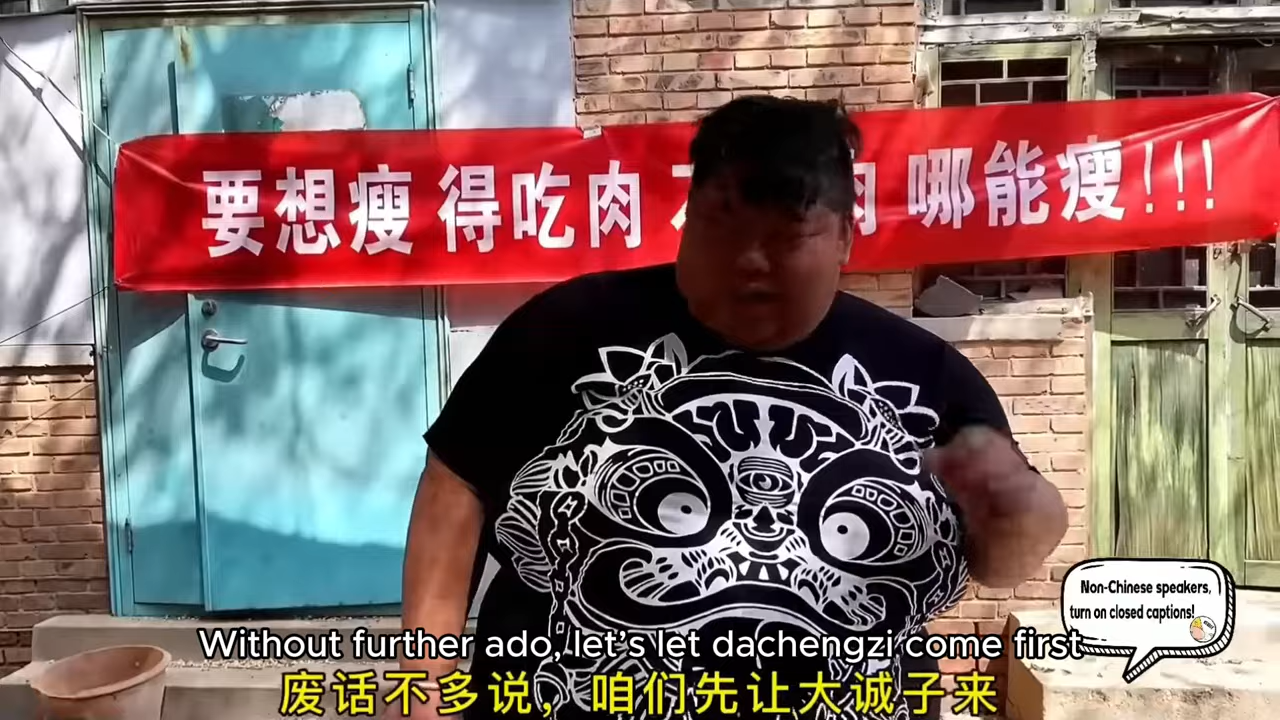 要想瘦 得吃肉 肉 哪能瘦!!!
Non-Chinese speakers,
turn on closed captions!
Without further ado, let's let dachengzi come first
废话不多说，咱们先让大诚子来